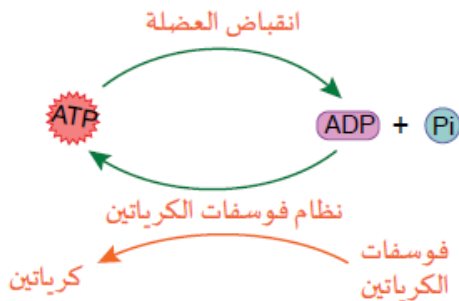 انقباض العضلة
ATP
ADP + Pi
نظام فوسفات الكرياتين
فوسفات
الكرياتين
كرياتين